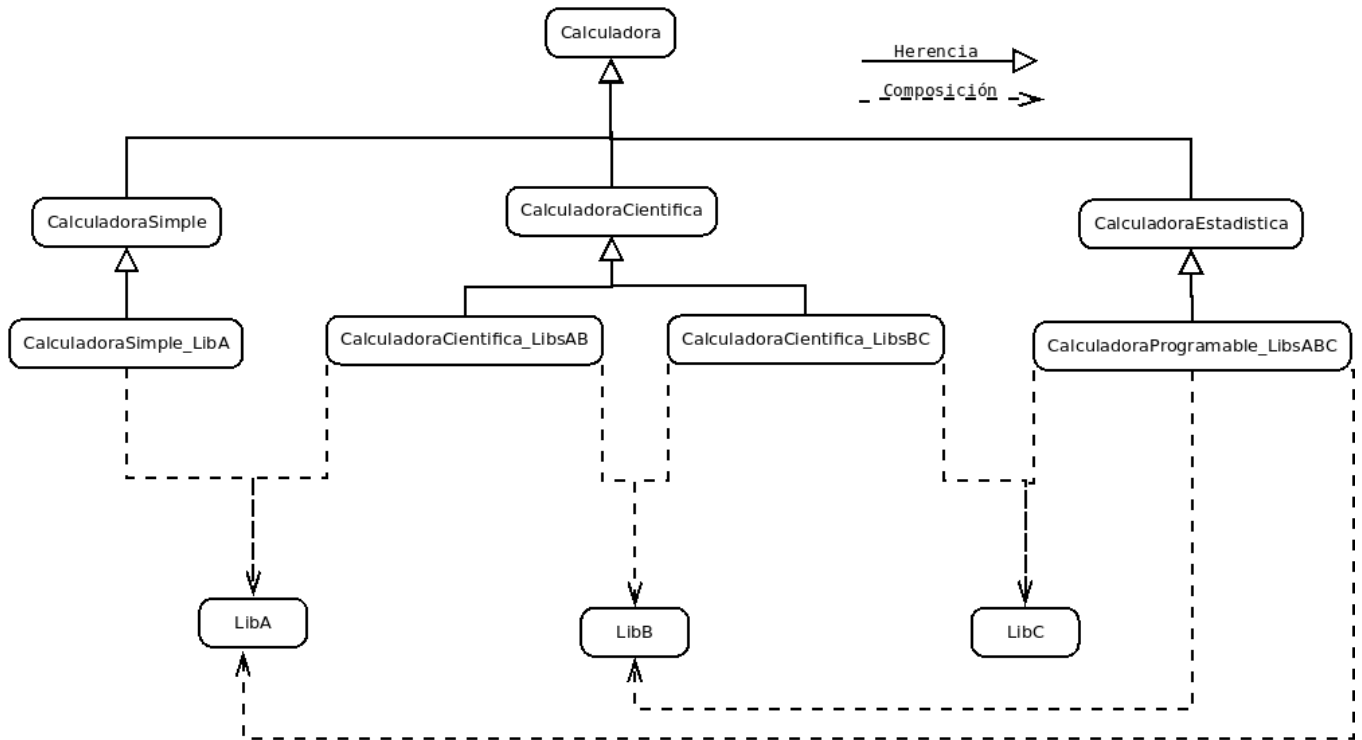 Calculadora
Herencia
Composición
CalculadoraSimple
CalculadoraCientifica
CalculadoraEstadistica
CalculadoraSimple_LibA
CalculadoraCientifica_LibsAB
CalculadoraCientifica_LibsBC
CalculadoraProgramable_LibsABC
LibA
LibB
LibC